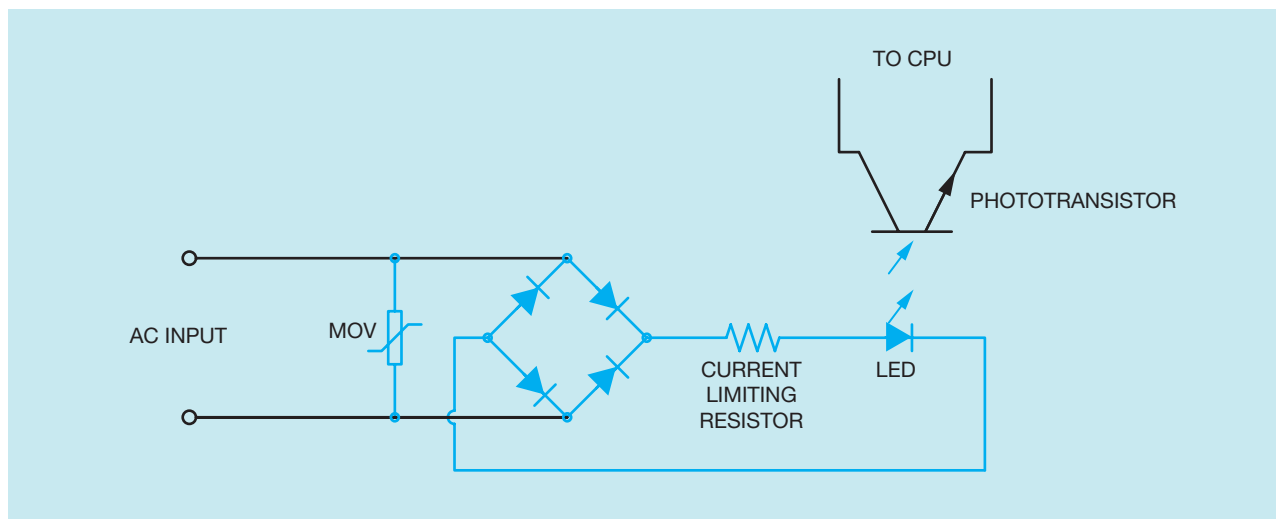 TO CPU
PHOTOTRANSISTOR
AC INPUT
MOV
CURRENT
LIMITING
RESISTOR
LED